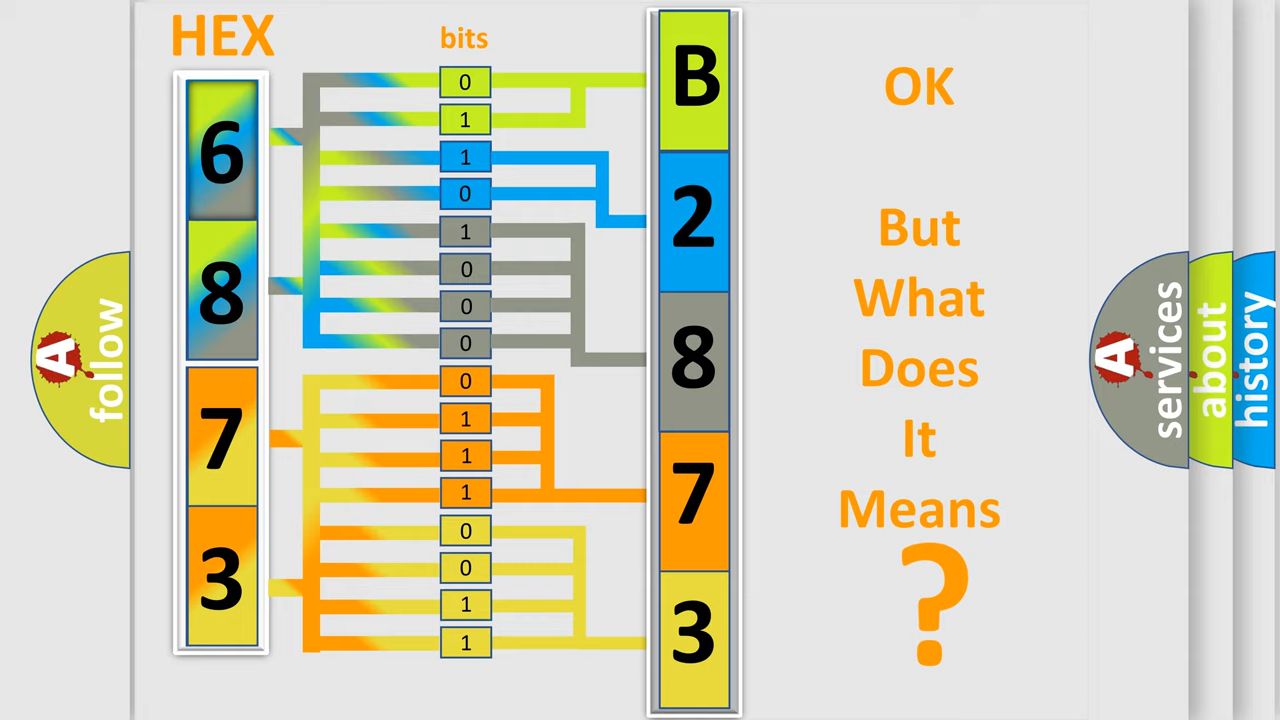 HEX
bits
6
8
7
3
0
1
1
0
1
0
0
0
0
1
1
1
0
0
1
1
B
2
8
7
3
OK
But
What
Does
It
Means
?
A
follow
A
services
about
history